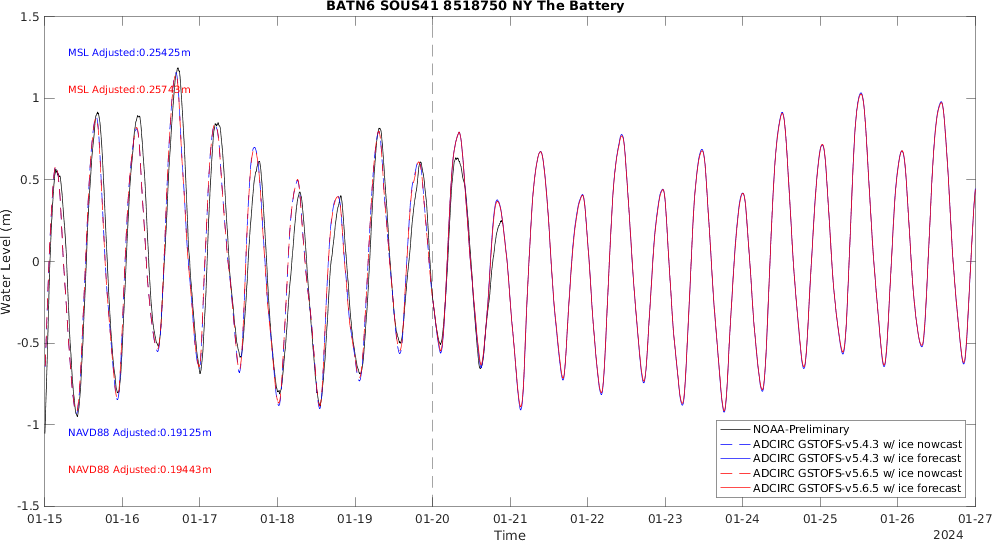 BATN6 SOUS41 8518750 NY The Battery
1.5
1
0.5
0
-0.5
-1
-1.5
Water Level (m)
MSL Adjusted:0.25425m
MSL Adjusted:0.25743m
NAVD88 Adjusted:0.19125m
NAVD88 Adjusted:0.19443m
NOAA-Preliminary
ADCIRC GSTOFS-v5.4.3 w/ ice nowcast
ADCIRC GSTOFS-v5.4.3 w/ ice forecast
ADCIRC GSTOFS-v5.6.5 w/ ice nowcast
ADCIRC GSTOFS-v5.6.5 w/ ice forecast
01-15 01-16 01-17 01-18 01-19 01-20 01-21 01-22 01-23 01-24 01-25 01-26 01-27
Time
2024